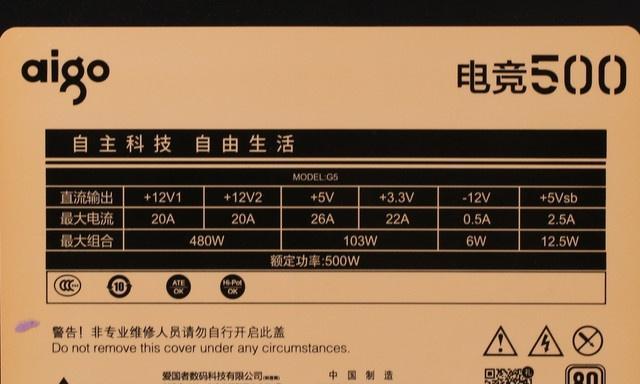 aigo
电竞500
自主科技 自由生活
MODEL:G5
直流输出 +12V1 +12V2 +5V +3.3V -12V +5Vsb
最大电流 20A 20A 26A 22A 0.5A 2.5A
最大组合 480W 103W 6W 12.5W
额定功率:500W
CCC 10 ATE OK Hi-Pot OK
警告！非专业维修人员请勿自行开启此盖
Do not remove this cover under any circumstances.
爱国者数码科技有限公司 中国制造
80